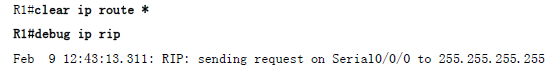 R1#clear ip route *
R1#debug ip rip
Feb  9 12:43:13.311: RIP: sending request on Serial0/0/0 to 255.255.255.255